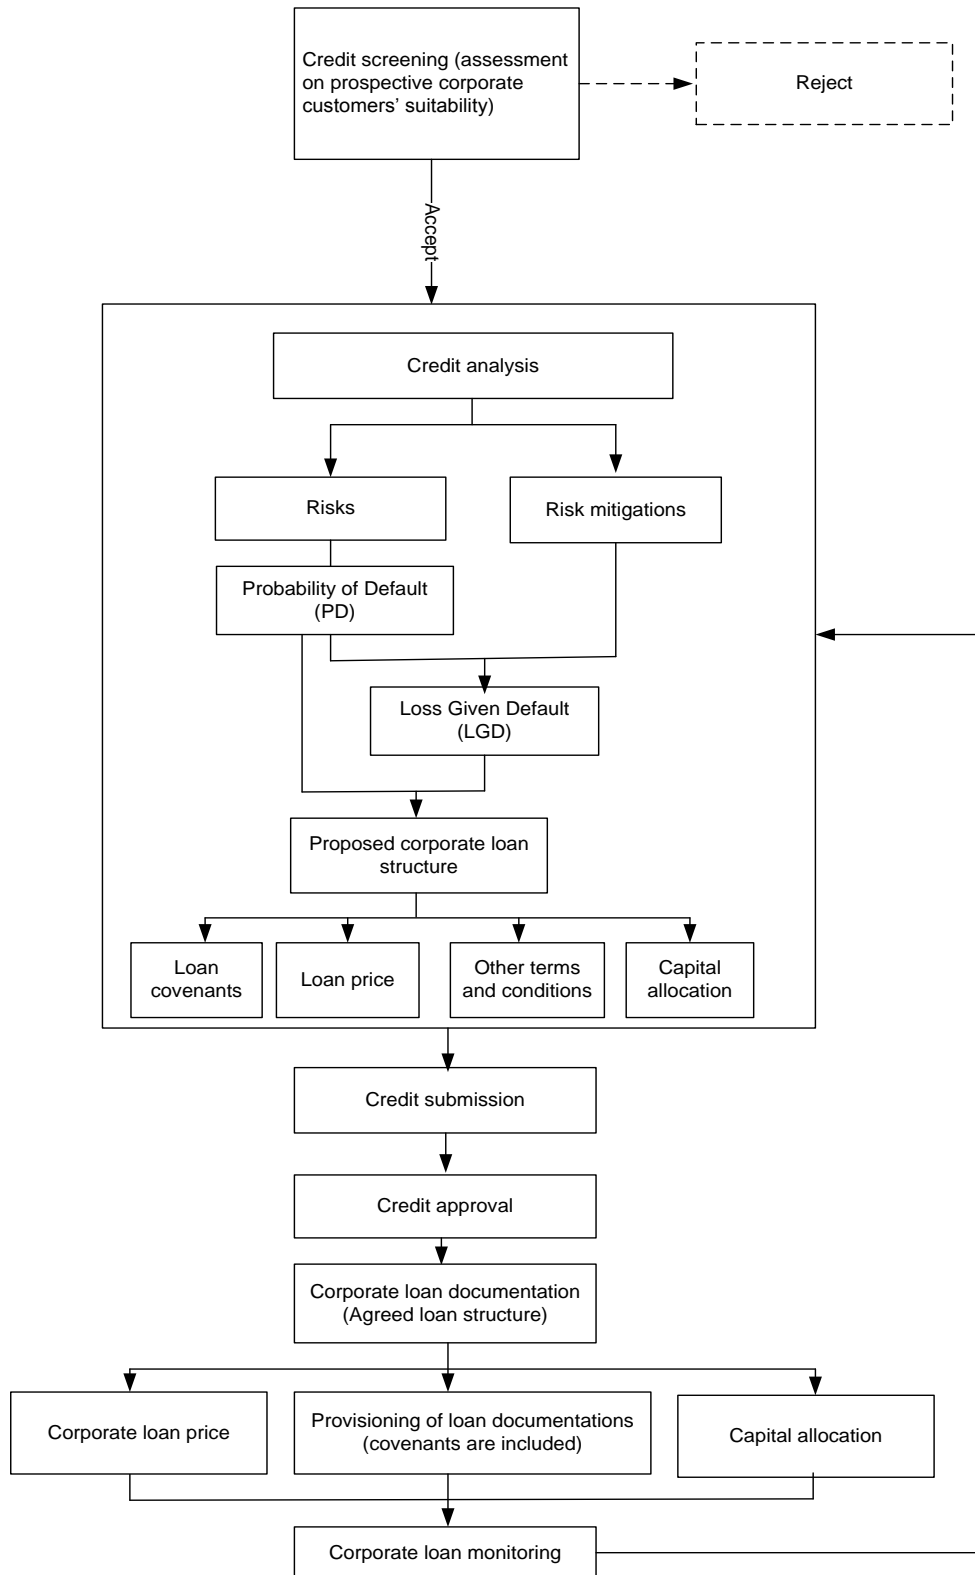 Credit screening (assessment
on prospective corporate
customers' suitability)
Reject
Accept
Credit analysis
Risks
Risk mitigations
Probability of Default
(PD)
Loss Given Default
(LGD)
Proposed corporate loan
structure
Loan
covenants
Loan price
Other terms
and conditions
Capital
allocation
Credit submission
Credit approval
Corporate loan documentation
(Agreed loan structure)
Corporate loan price
Provisioning of loan documentations
(covenants are included)
Capital allocation
Corporate loan monitoring